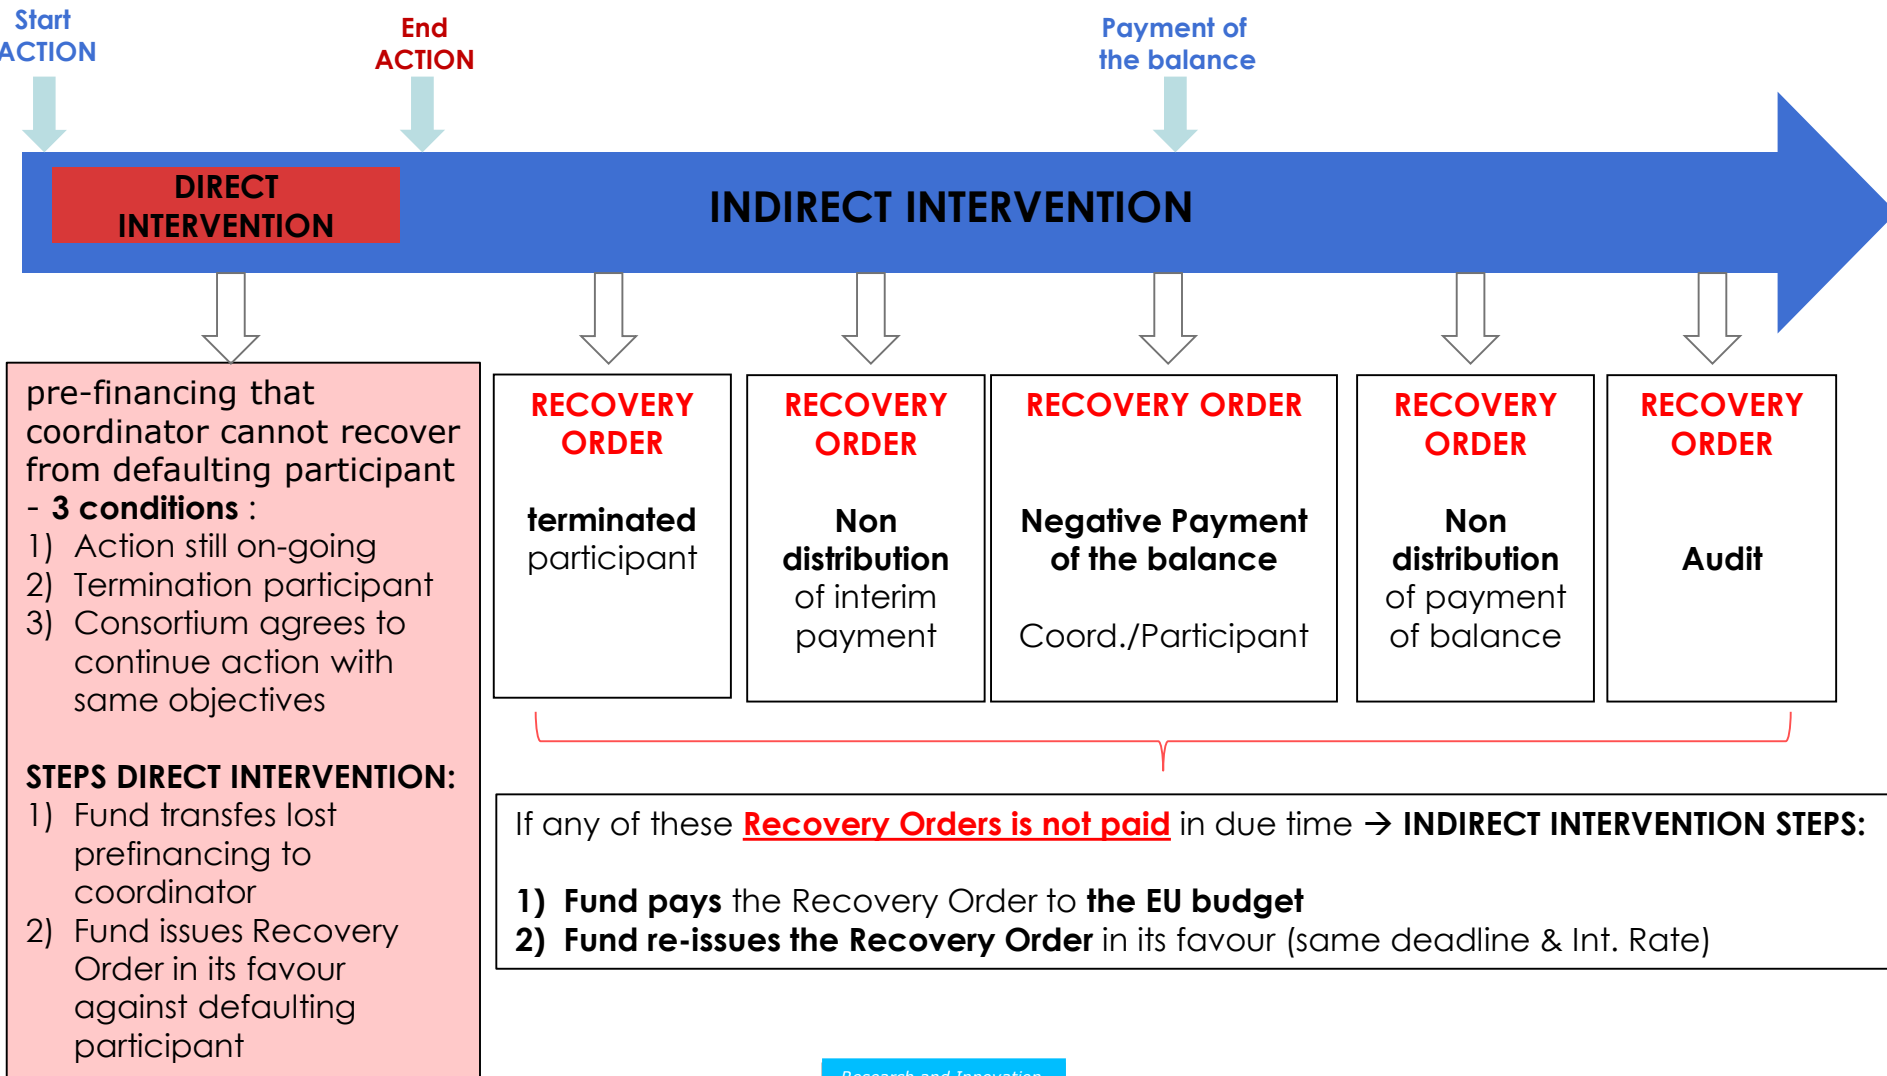 Start
ACTION
End
ACTION
Payment of
the balance
DIRECT
INTERVENTION
INDIRECT INTERVENTION
pre-financing that
coordinator cannot recover
from defaulting participant
- 3 conditions :
1) Action still on-going
2) Termination participant
3) Consortium agrees to
continue action with
same objectives
STEPS DIRECT INTERVENTION:
1) Fund transfes lost
prefinancing to
coordinator
2) Fund issues Recovery
Order in its favour
against defaulting
participant
RECOVERY
ORDER
terminated
participant
RECOVERY
ORDER
Non
distribution
of interim
payment
RECOVERY ORDER
Negative Payment
of the balance
Coord./Participant
RECOVERY
ORDER
Non
distribution
of payment
of balance
RECOVERY
ORDER
Audit
If any of these Recovery Orders is not paid in due time → INDIRECT INTERVENTION STEPS:
1) Fund pays the Recovery Order to the EU budget
2) Fund re-issues the Recovery Order in its favour (same deadline & Int. Rate)
Research and Innovation